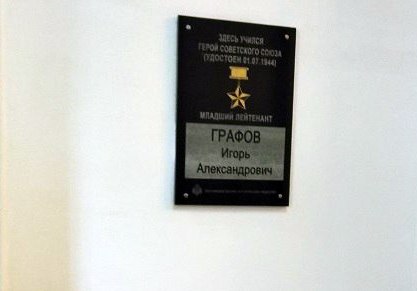 ЗДЕСЬ УЧИЛСЯ
ГЕРОЙ СОВЕТСКОГО СОЮЗА
(УДОСТОЕН 01.07.1944)
МЛАДШИЙ ЛЕЙТЕНАНТ
ГРАФОВ
Игорь
Александрович